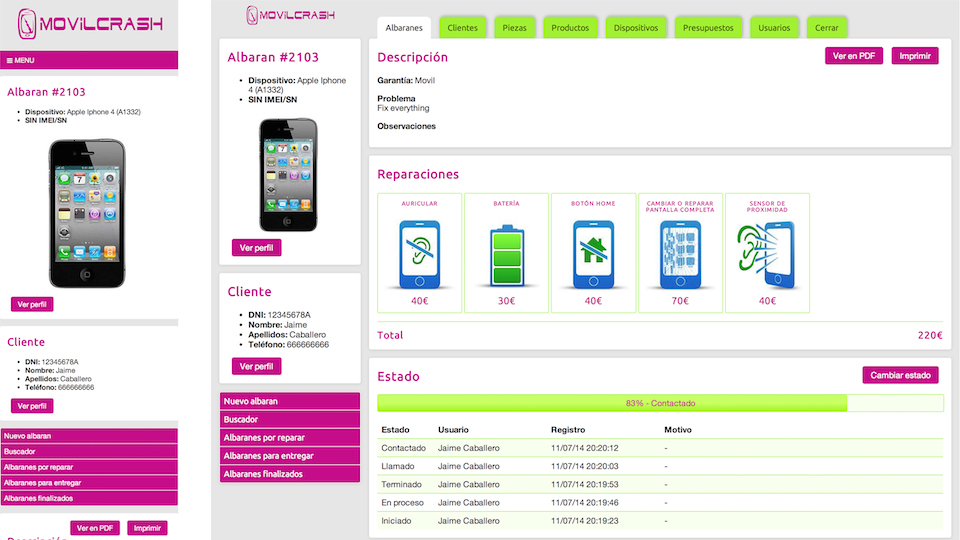 MOVILCRASH
MENU
Albaran #2103
Dispositivo: Apple Iphone 4 (A1332)
SIN IMEI/SN
Ver perfil
Cliente
DNI: 12345678A
Nombre: Jaime
Apellidos: Caballero
Teléfono: 666666666
Ver perfil
Nuevo albaran
Buscador
Albaranes por reparar
Albaranes para entregar
Albaranes finalizados
Ver en PDF
Imprimir
Descripción
MOVILCRASH
Albaranes
Clientes
Piezas
Productos
Dispositivos
Presupuestos
Usuarios
Cerrar
Albaran #2103
Dispositivo: Apple Iphone
4 (A1332)
SIN IMEI/SN
Ver perfil
Cliente
DNI: 12345678A
Nombre: Jaime
Apellidos: Caballero
Teléfono: 666666666
Ver perfil
Nuevo albaran
Buscador
Albaranes por reparar
Albaranes para entregar
Albaranes finalizados
Descripción
Ver en PDF
Imprimir
Garantía: Movil
Problema
Fix everything
Observaciones
Reparaciones
AURICULAR
40€
BATERÍA
30€
BOTÓN HOME
40€
CAMBIAR O REPARAR
PANTALLA COMPLETA
70€
SENSOR DE
PROXIMIDAD
40€
Total 220€
Estado
Cambiar estado
83% - Contactado
Estado Usuario Registro Motivo
Contactado Jaime Caballero 11/07/14 20:20:12 -
Llamado Jaime Caballero 11/07/14 20:20:03 -
Terminado Jaime Caballero 11/07/14 20:19:53 -
En proceso Jaime Caballero 11/07/14 20:19:46 -
Iniciado Jaime Caballero 11/07/14 20:19:23 -